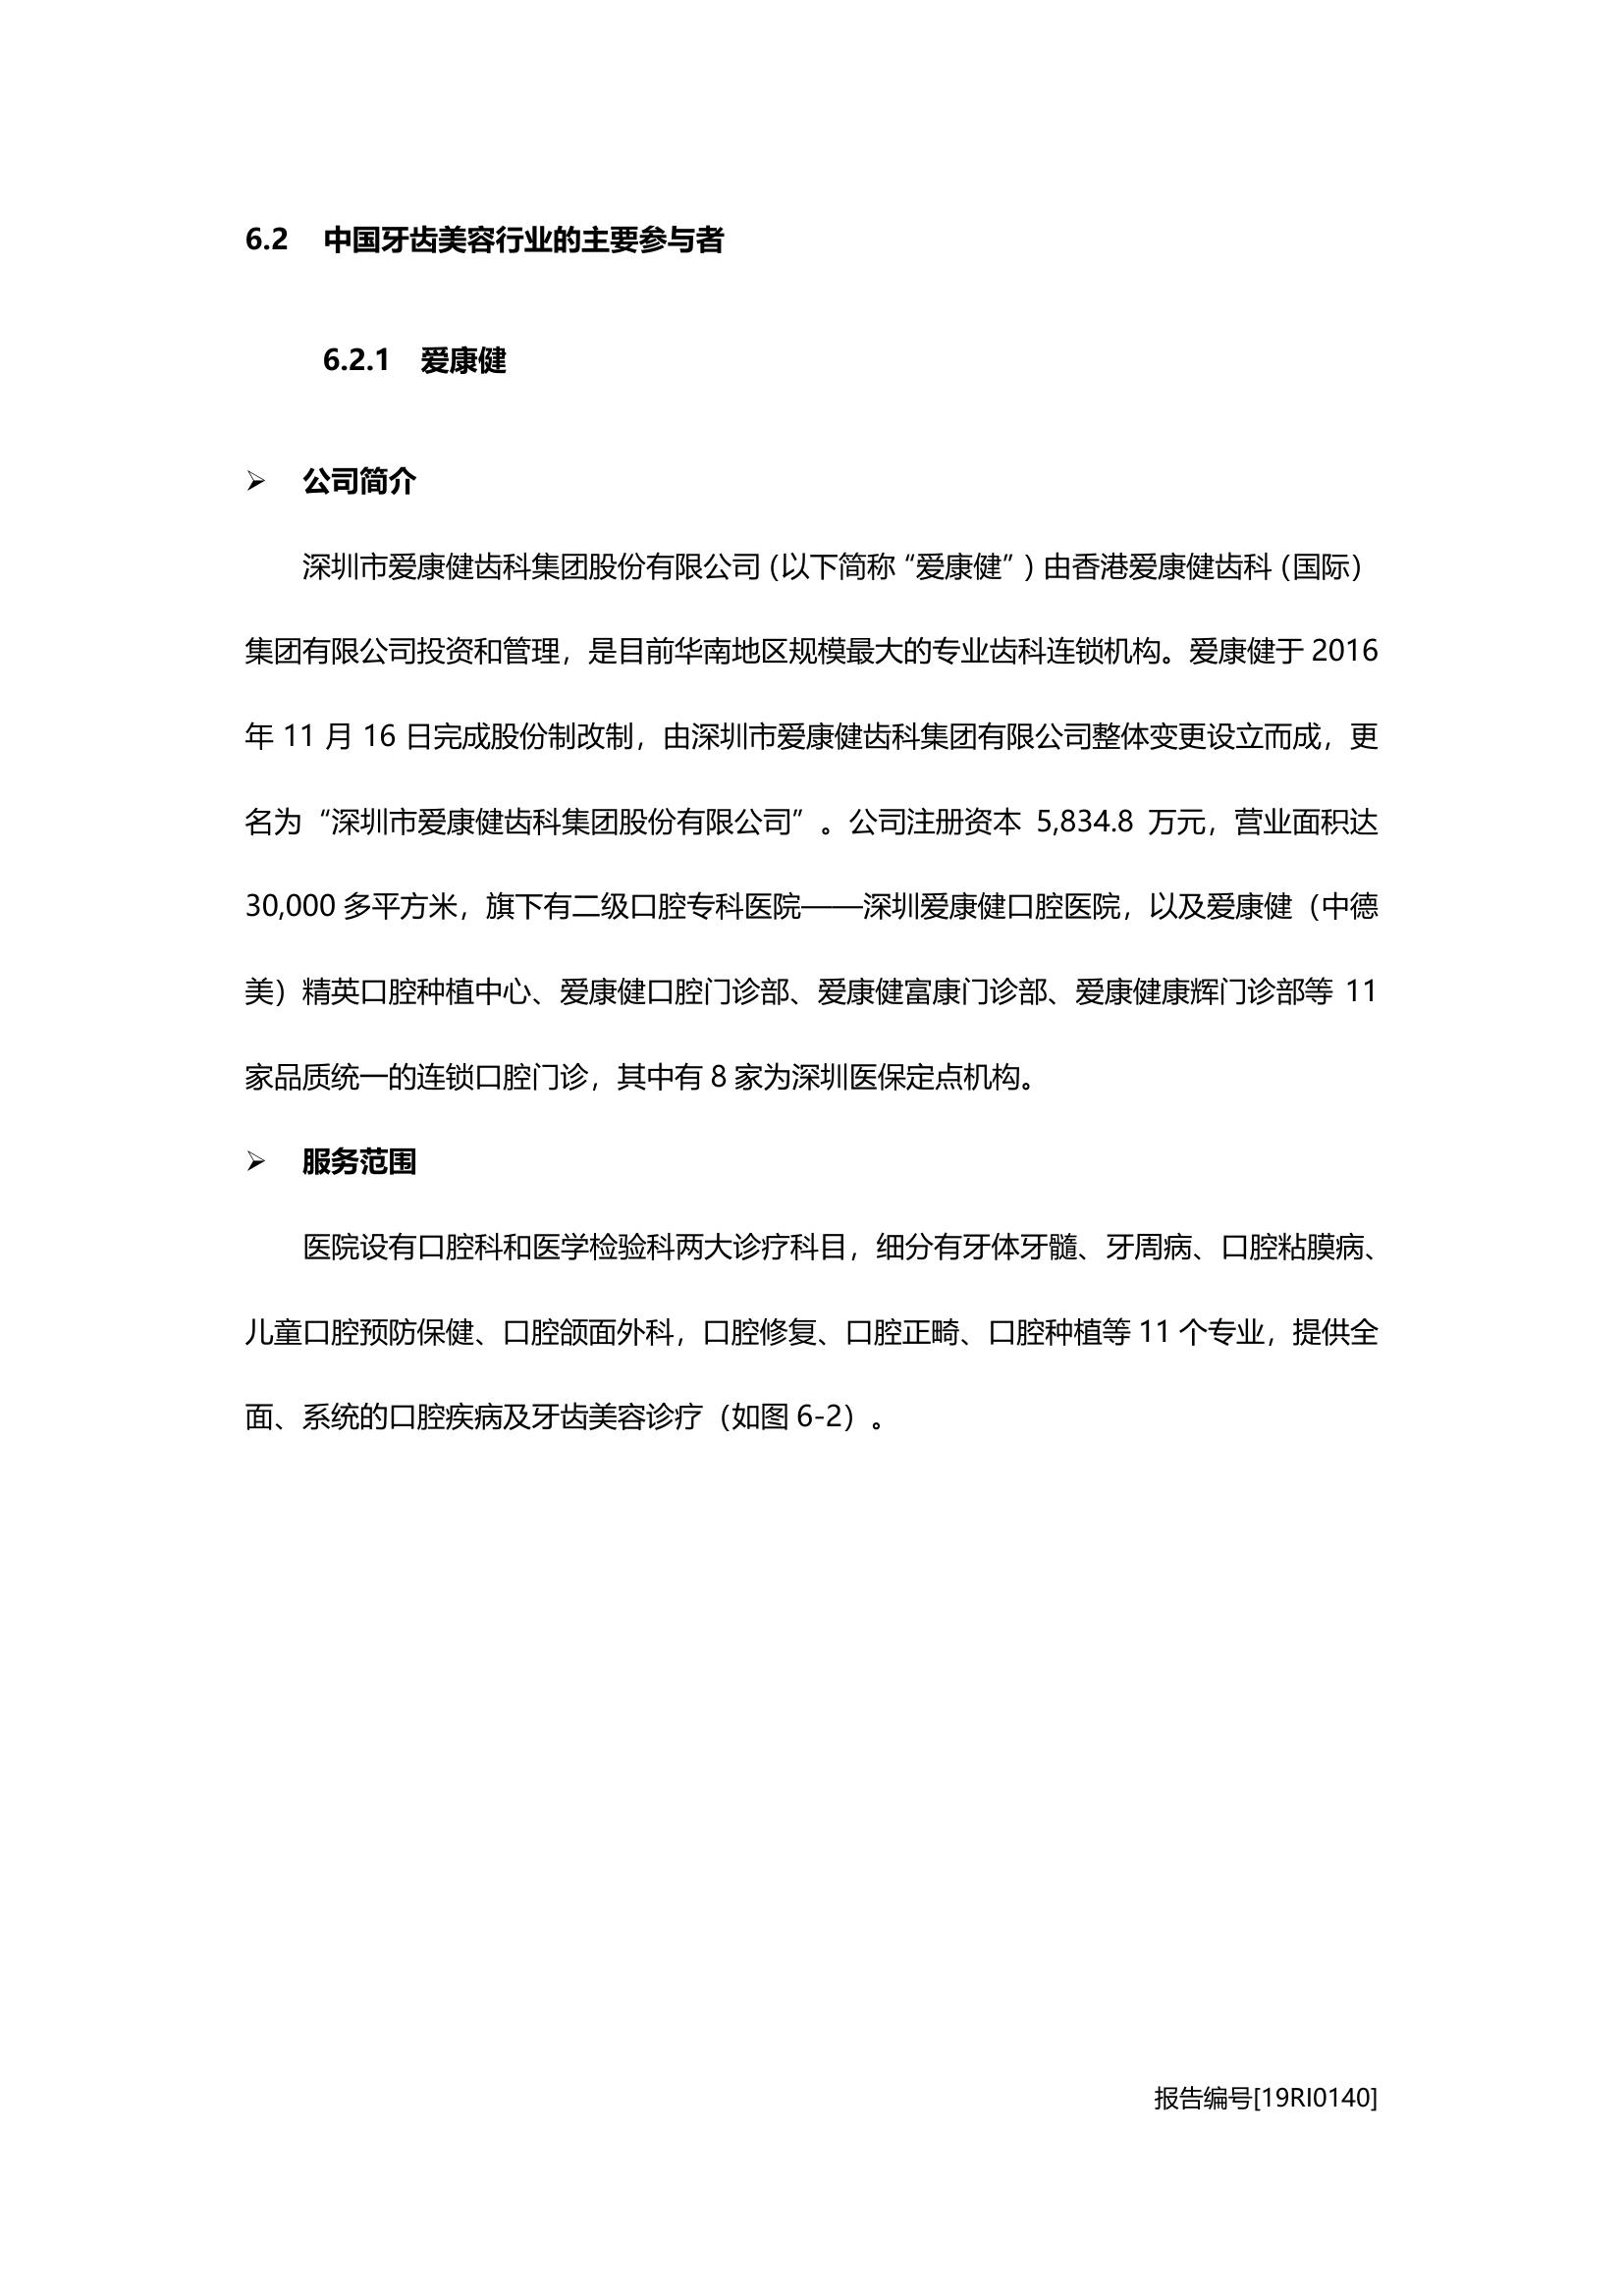 6.2 中国牙齿美容行业的主要参与者
6.2.1 爱康健
➢ 公司简介
深圳市爱康健齿科集团股份有限公司（以下简称“爱康健”）由香港爱康健齿科（国际）
集团有限公司投资和管理，是目前华南地区规模最大的专业齿科连锁机构。爱康健于 2016
年 11 月 16 日完成股份制改制，由深圳市爱康健齿科集团有限公司整体变更设立而成，更
名为“深圳市爱康健齿科集团股份有限公司”。公司注册资本 5,834.8 万元，营业面积达
30,000 多平方米，旗下有二级口腔专科医院——深圳爱康健口腔医院，以及爱康健（中德
美）精英口腔种植中心、爱康健口腔门诊部、爱康健富康门诊部、爱康健康辉门诊部等 11
家品质统一的连锁口腔门诊，其中有 8 家为深圳医保定点机构。
➢ 服务范围
医院设有口腔科和医学检验科两大诊疗科目，细分有牙体牙髓、牙周病、口腔粘膜病、
儿童口腔预防保健、口腔颌面外科，口腔修复、口腔正畸、口腔种植等 11 个专业，提供全
面、系统的口腔疾病及牙齿美容诊疗（如图 6-2）。
报告编号[19RI0140]